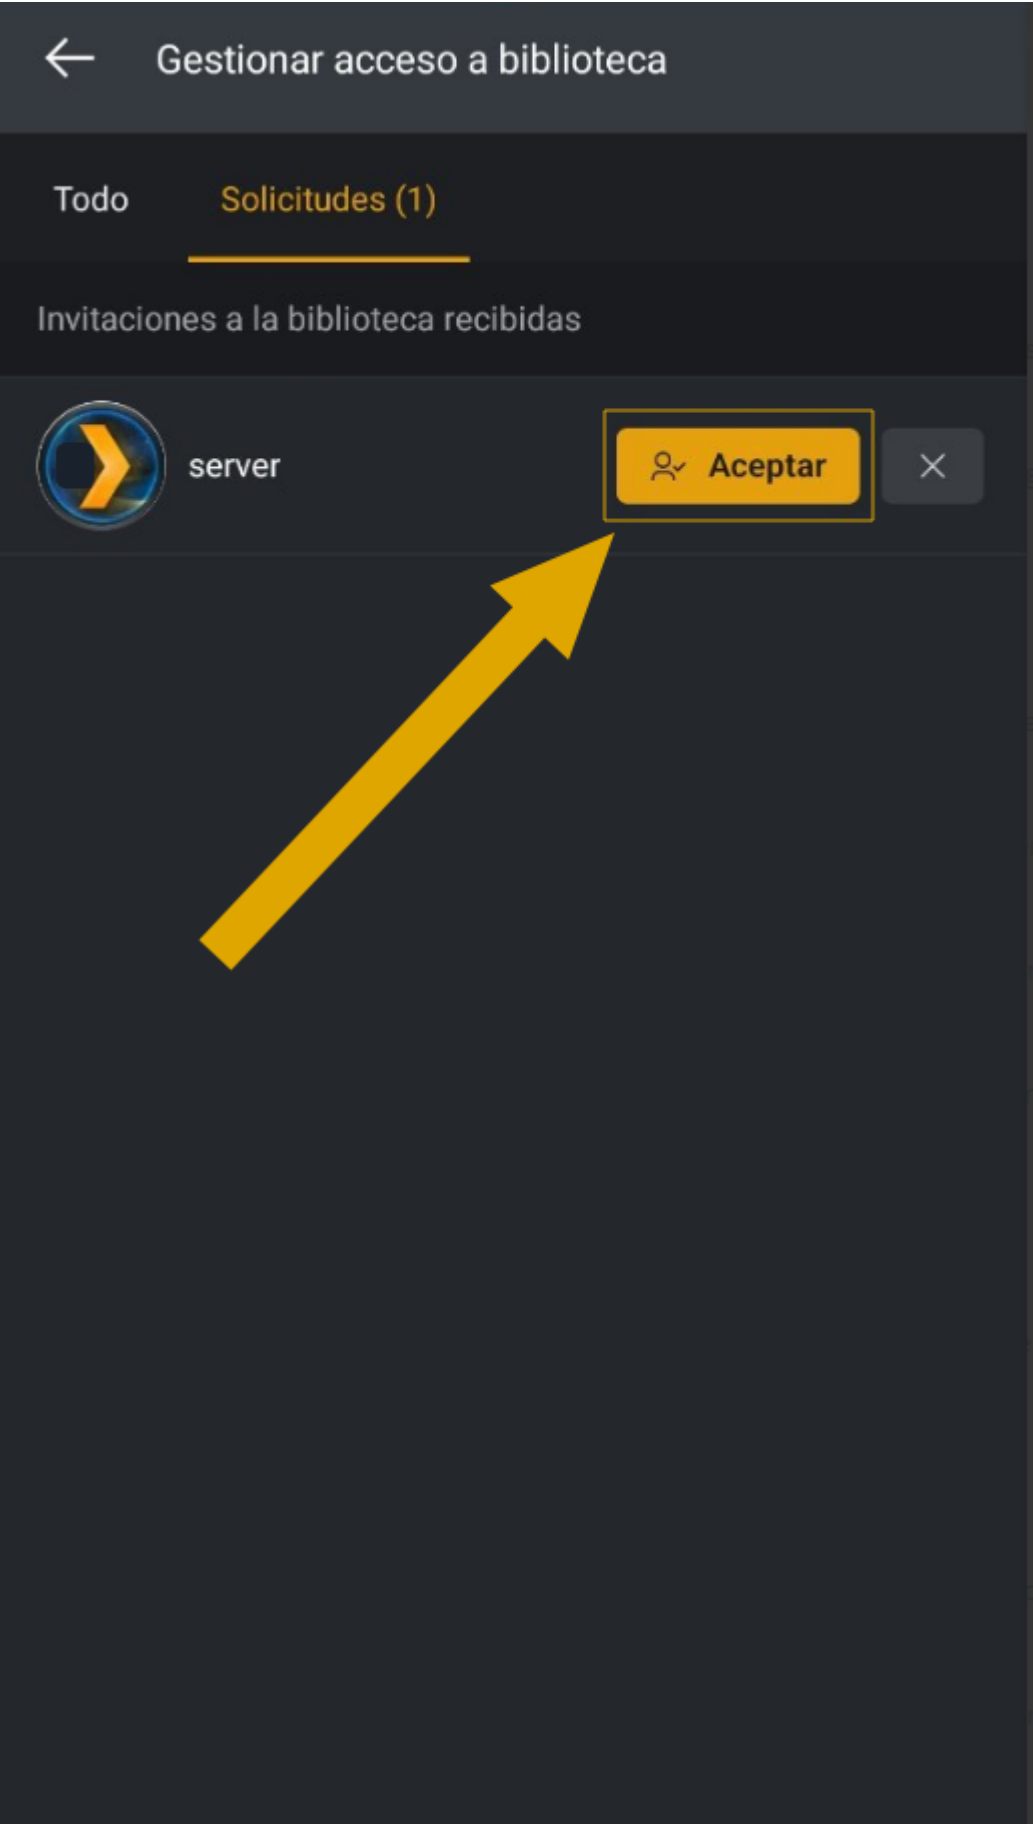 Gestionar acceso a biblioteca
Todo
Solicitudes (1)
Invitaciones a la biblioteca recibidas
server
Aceptar